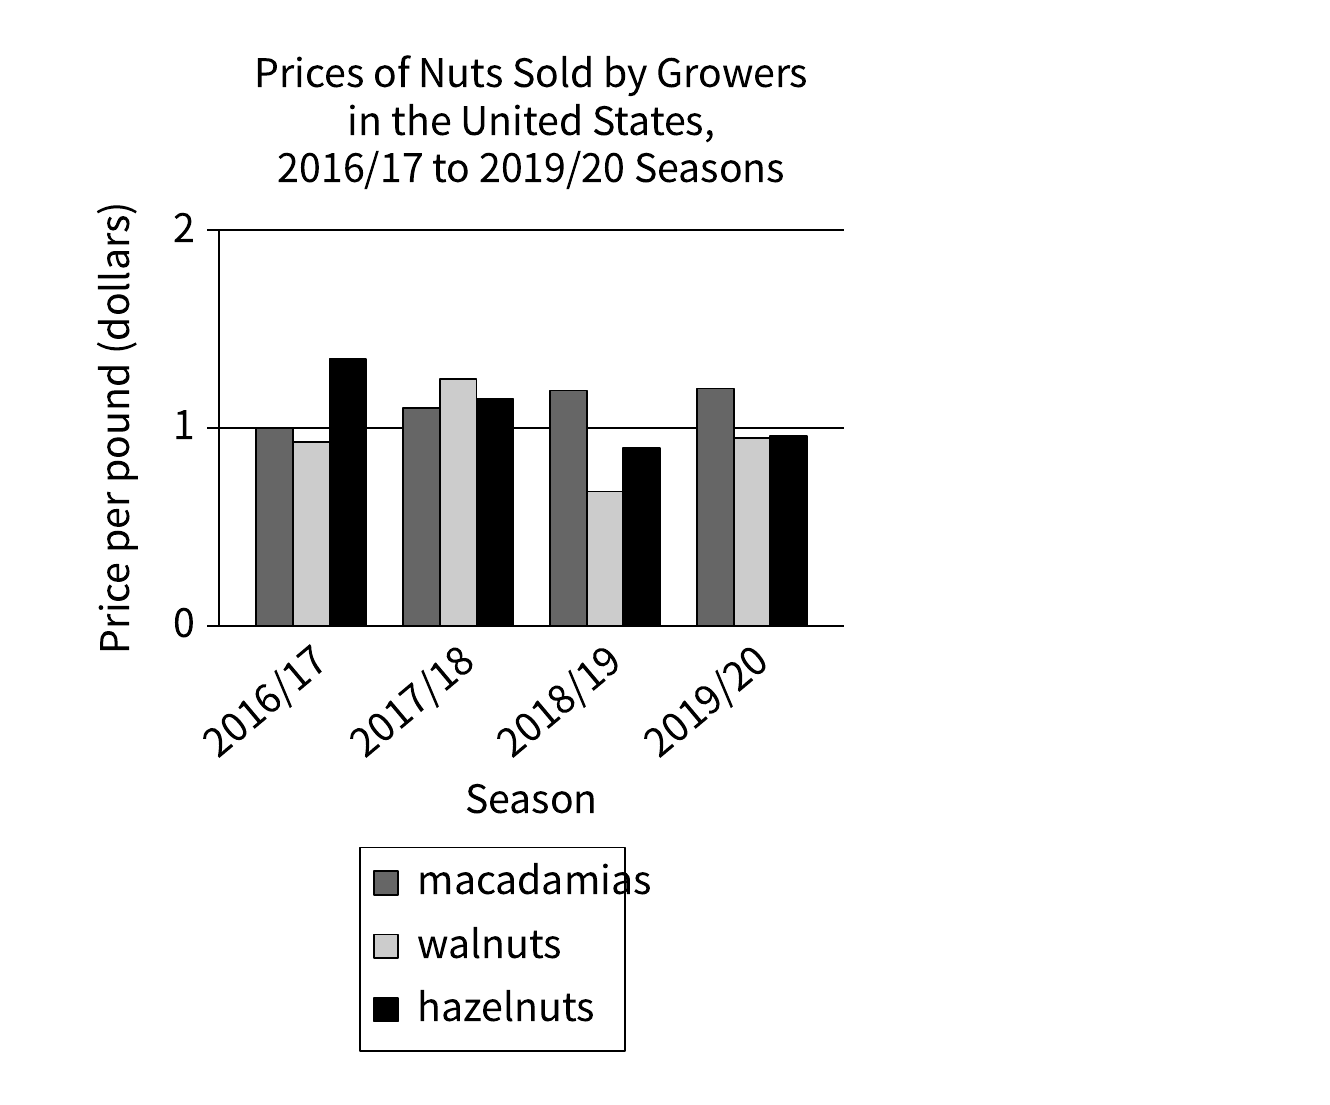 Prices of Nuts Sold by Growers
in the United States,
2016/17 to 2019/20 Seasons
Price per pound (dollars)
2
1
0
2016/17
2017/18
2018/19
2019/20
Season
macadamias
walnuts
hazelnuts